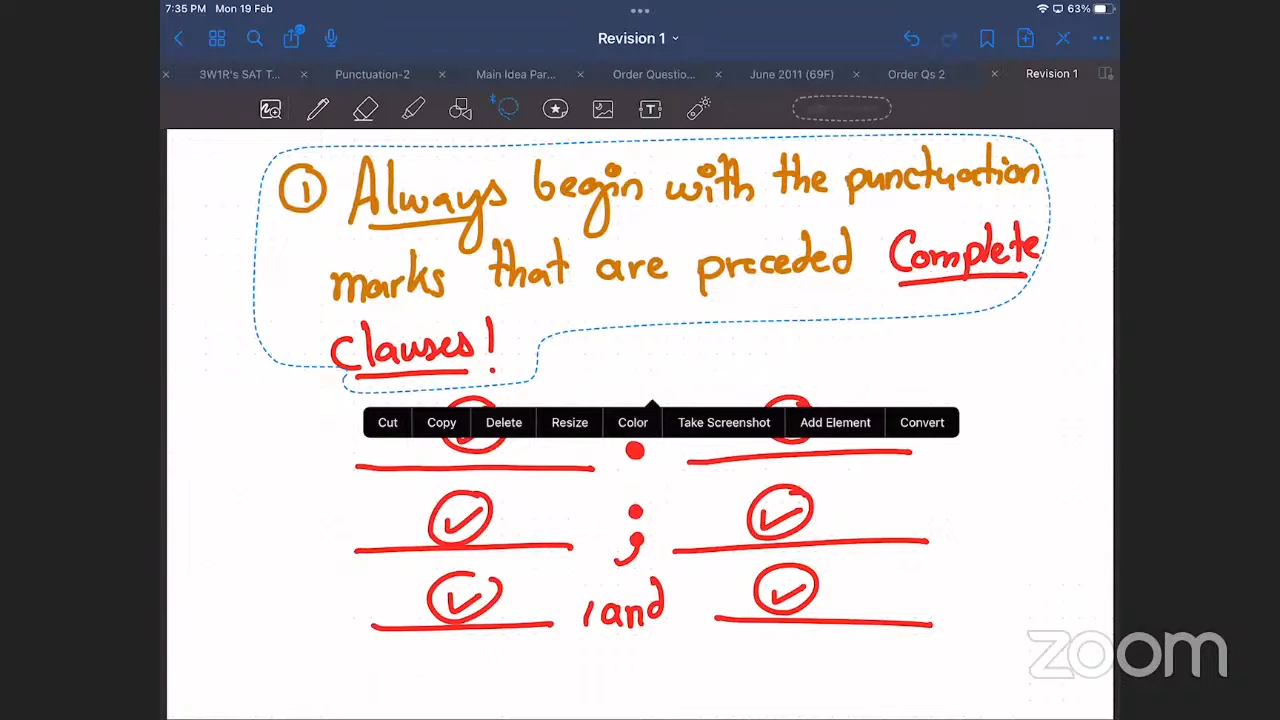 7:35 PM Mon 19 Feb
63%
Revision 1
3W1R's SAT T...
Punctuation-2
Main Idea Par...
Order Questio...
June 2011 (69F)
Order Qs 2
Revision 1
① Always begin with the punctuation
marks that are preceded Complete
Clauses!
Cut Copy Delete Resize Color Take Screenshot Add Element Convert
.
;
, and
zoom